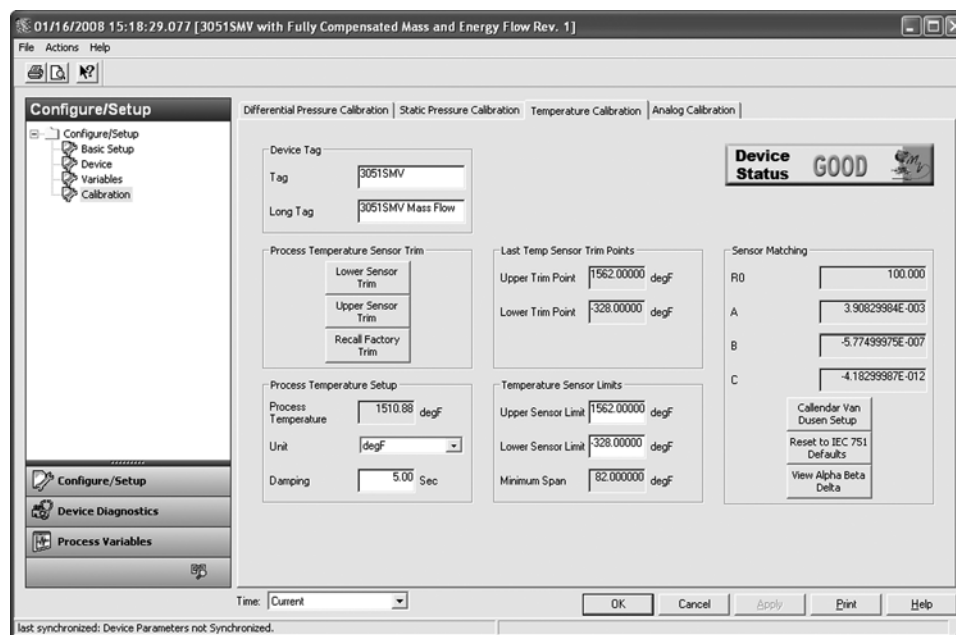 01/16/2008 15:18:29.077 [3051SMV with Fully Compensated Mass and Energy Flow Rev. 1]
File Actions Help
Configure/Setup
Configure/Setup
Basic Setup
Device
Variables
Calibration
Configure/Setup
Device Diagnostics
Process Variables
Differential Pressure Calibration Static Pressure Calibration Temperature Calibration Analog Calibration
Device Tag
Tag 3051SMV
Long Tag 3051SMV Mass Flow
Device Status GOOD
Process Temperature Sensor Trim
Lower Sensor Trim
Upper Sensor Trim
Recall Factory Trim
Last Temp Sensor Trim Points
Upper Trim Point 1562.00000 degF
Lower Trim Point -328.00000 degF
Sensor Matching
R0 100.000
A 3.90829984E-003
B -5.77499975E-007
C -4.18299987E-012
Callendar Van Dusen Setup
Reset to IEC 751 Defaults
View Alpha Beta Delta
Process Temperature Setup
Process Temperature 1510.88 degF
Unit degF
Damping 5.00 Sec
Temperature Sensor Limits
Upper Sensor Limit 1562.00000 degF
Lower Sensor Limit -328.00000 degF
Minimum Span 82.000000 degF
Time: Current
OK Cancel Apply Print Help
last synchronized: Device Parameters not Synchronized.